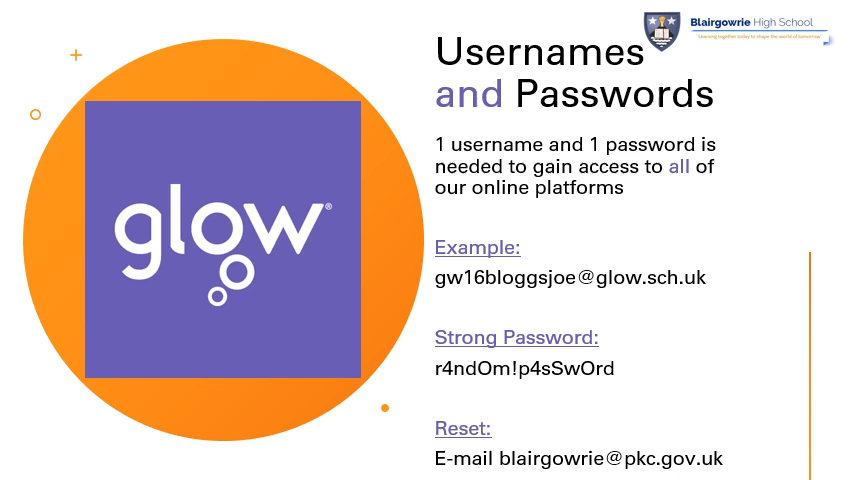 Blairgowrie High School
"Learning together today to shape the world of tomorrow"
Usernames
and Passwords
1 username and 1 password is
needed to gain access to all of
our online platforms
glow®
Example:
gw16bloggsjoe@glow.sch.uk
Strong Password:
r4ndOm!p4sSwOrd
Reset:
E-mail blairgowrie@pkc.gov.uk